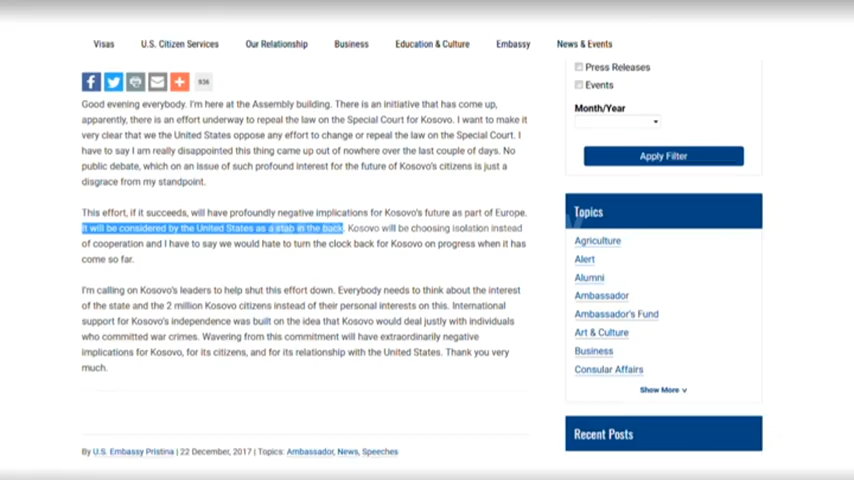 Visas U.S. Citizen Services Our Relationship Business Education & Culture Embassy News & Events
936
Good evening everybody. I'm here at the Assembly building. There is an initiative that has come up,
apparently, there is an effort underway to repeal the law on the Special Court for Kosovo. I want to make it
very clear that we the United States oppose any effort to change or repeal the law on the Special Court. I
have to say I am really disappointed this thing came up out of nowhere over the last couple of days. No
public debate, which on an issue of such profound interest for the future of Kosovo's citizens is just a
disgrace from my standpoint.
This effort, if it succeeds, will have profoundly negative implications for Kosovo's future as part of Europe.
It will be considered by the United States as a stab in the back. Kosovo will be choosing isolation instead
of cooperation and I have to say we would hate to turn the clock back for Kosovo on progress when it has
come so far.
I'm calling on Kosovo's leaders to help shut this effort down. Everybody needs to think about the interest
of the state and the 2 million Kosovo citizens instead of their personal interests on this. International
support for Kosovo's independence was built on the idea that Kosovo would deal justly with individuals
who committed war crimes. Wavering from this commitment will have extraordinarily negative
implications for Kosovo, for its citizens, and for its relationship with the United States. Thank you very
much.
By U.S. Embassy Pristina | 22 December, 2017 | Topics: Ambassador, News, Speeches
Press Releases
Events
Month/Year
Apply Filter
Topics
Agriculture
Alert
Alumni
Ambassador
Ambassador's Fund
Art & Culture
Business
Consular Affairs
Show More ∨
Recent Posts